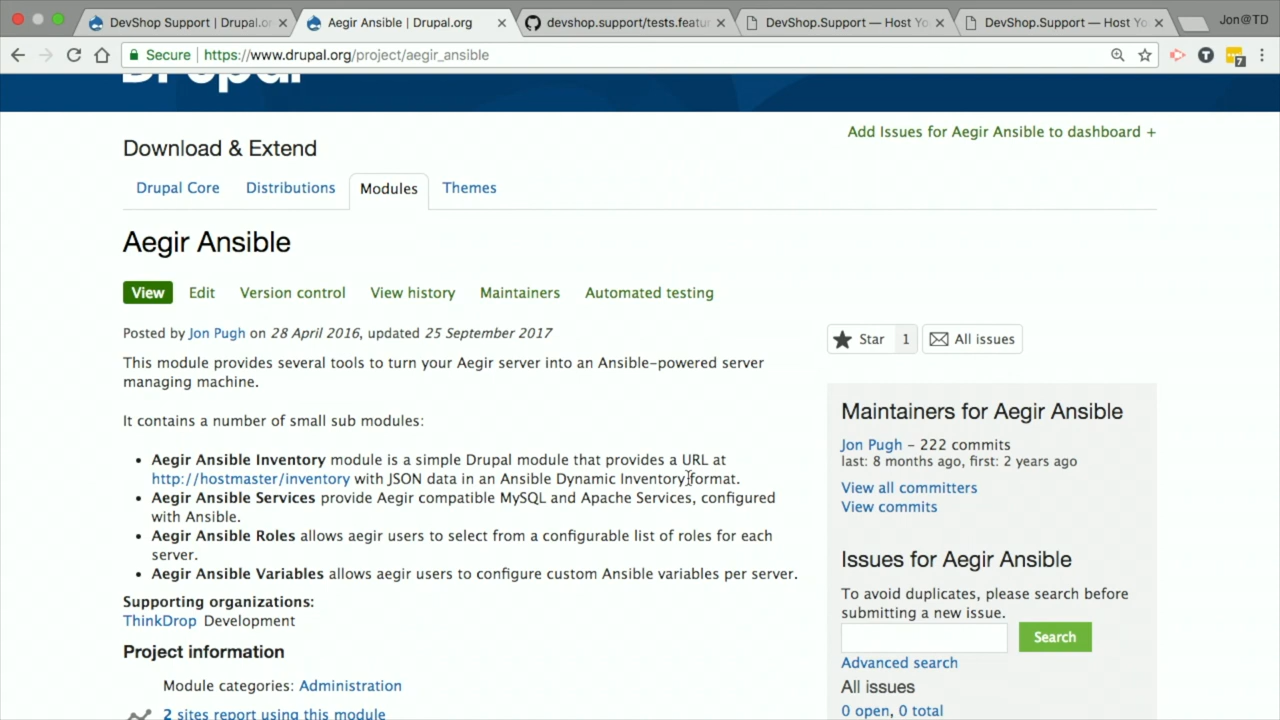 DevShop Support | Drupal.or
Aegir Ansible | Drupal.org
devshop.support/tests.featur
DevShop.Support — Host Yo
DevShop.Support — Host Yo
Jon@TD
Secure
https://www.drupal.org/project/aegir_ansible
7
Drupal
Add Issues for Aegir Ansible to dashboard +
Download & Extend
Drupal Core
Distributions
Modules
Themes
Aegir Ansible
View
Edit
Version control
View history
Maintainers
Automated testing
Posted by Jon Pugh on 28 April 2016, updated 25 September 2017
This module provides several tools to turn your Aegir server into an Ansible-powered server
managing machine.
It contains a number of small sub modules:
• Aegir Ansible Inventory module is a simple Drupal module that provides a URL at
http://hostmaster/inventory with JSON data in an Ansible Dynamic Inventory format.
• Aegir Ansible Services provide Aegir compatible MySQL and Apache Services, configured
with Ansible.
• Aegir Ansible Roles allows aegir users to select from a configurable list of roles for each
server.
• Aegir Ansible Variables allows aegir users to configure custom Ansible variables per server.
Supporting organizations:
ThinkDrop Development
Project information
Module categories: Administration
2 sites report using this module
Star 1
All issues
Maintainers for Aegir Ansible
Jon Pugh – 222 commits
last: 8 months ago, first: 2 years ago
View all committers
View commits
Issues for Aegir Ansible
To avoid duplicates, please search before
submitting a new issue.
Search
Advanced search
All issues
0 open, 0 total